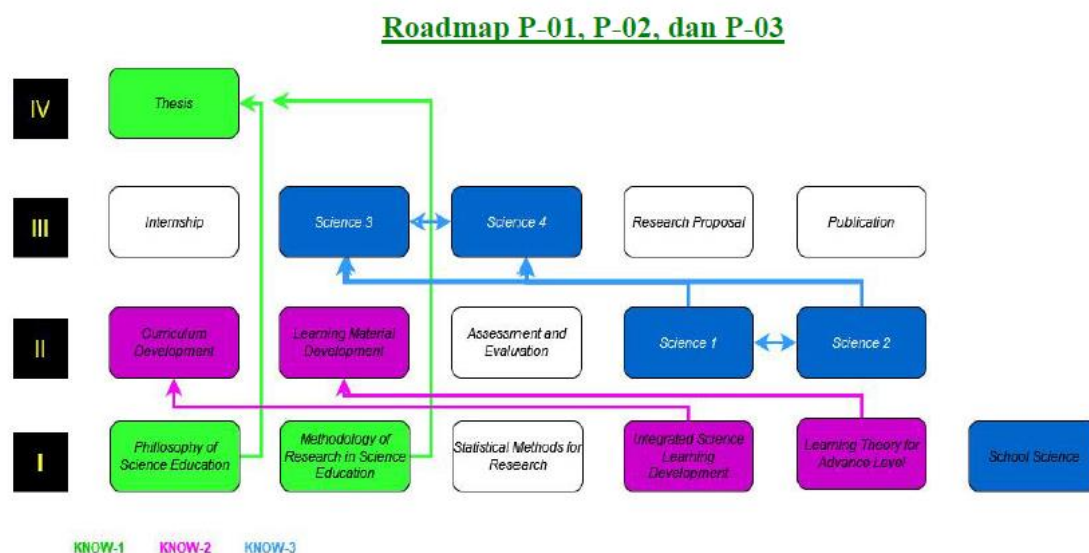 Roadmap P-01, P-02, dan P-03
IV
Thesis
III
Internship
Science 3
Science 4
Research Proposal
Publication
II
Curriculum
Development
Learning Material
Development
Assessment and
Evaluation
Science 1
Science 2
I
Phillosophy of
Science Education
Methodology of
Research in Science
Education
Statistical Methods for
Research
Integrated Science
Learning
Development
Learning Theory for
Advance Level
School Science
KNOW-1 KNOW-2 KNOW-3